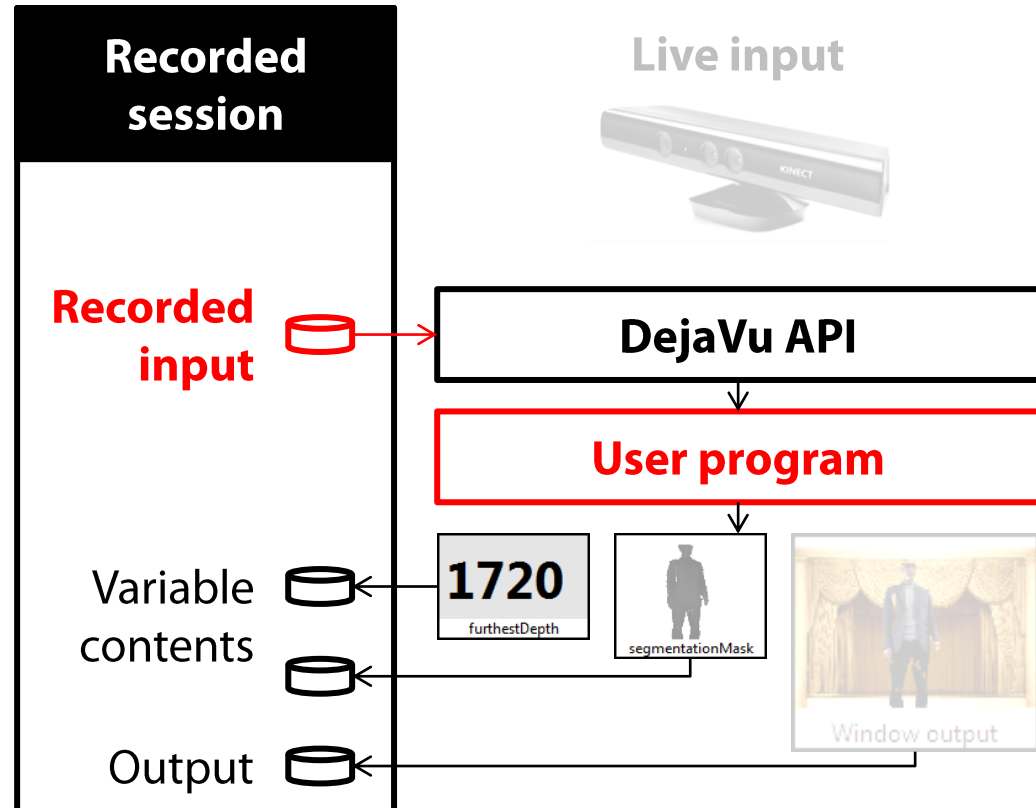 Recorded
session
Live input
KINECT
Recorded
input
DejaVu API
User program
Variable
contents
1720
furthestDepth
segmentationMask
Window output
Output